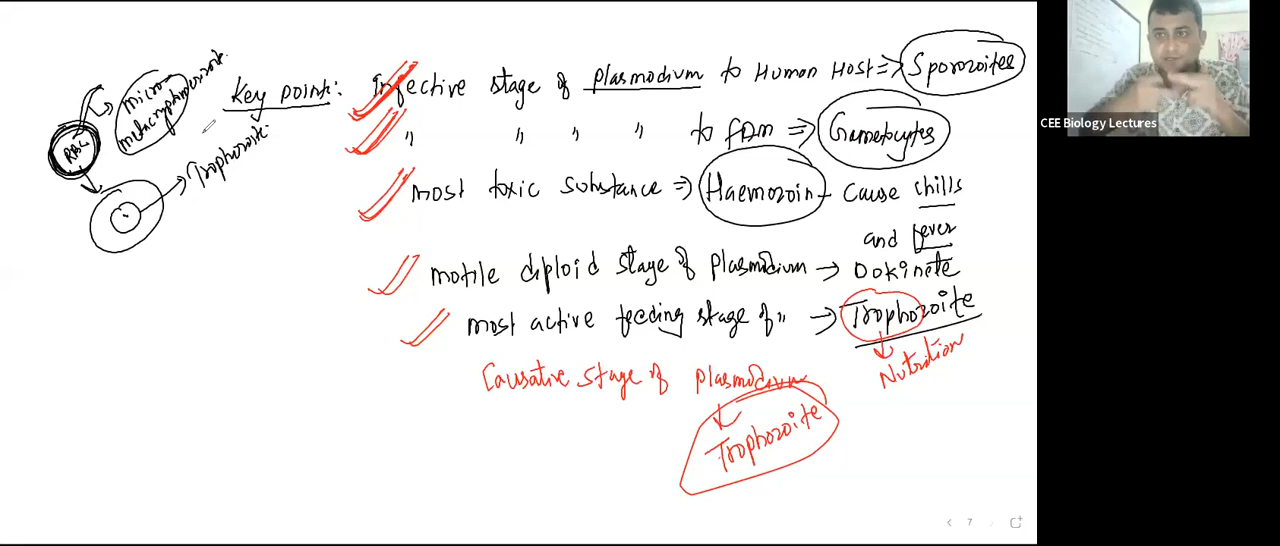 Key point:
Infective stage of plasmodium to Human Host ⇒ Sporozoites
" " " " to FAM ⇒ Gametocytes
most toxic substance ⇒ Haemozoin - cause chills
and fever
motile diploid stage of plasmodium → Ookinete
most active feeding stage of " → Trophozoite
Nutrition
Causative stage of plasmodium
Trophozoite
RBC
micro
Trophozoite
CEE Biology Lectures
7